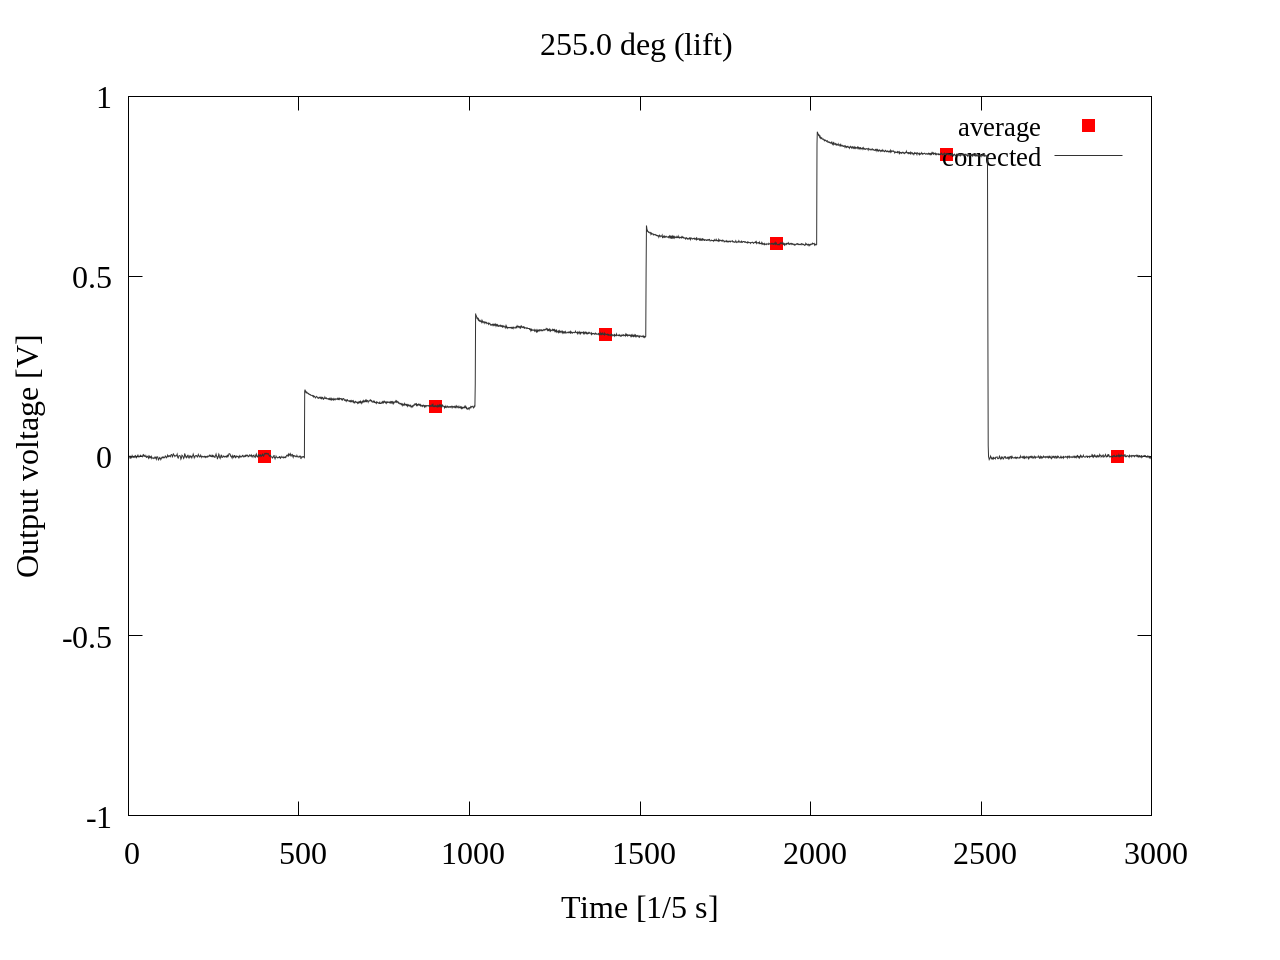 255.0 deg (lift)
1
average
corrected
0.5
0
-0.5
-1
Output voltage [V]
0 500 1000 1500 2000 2500 3000
Time [1/5 s]